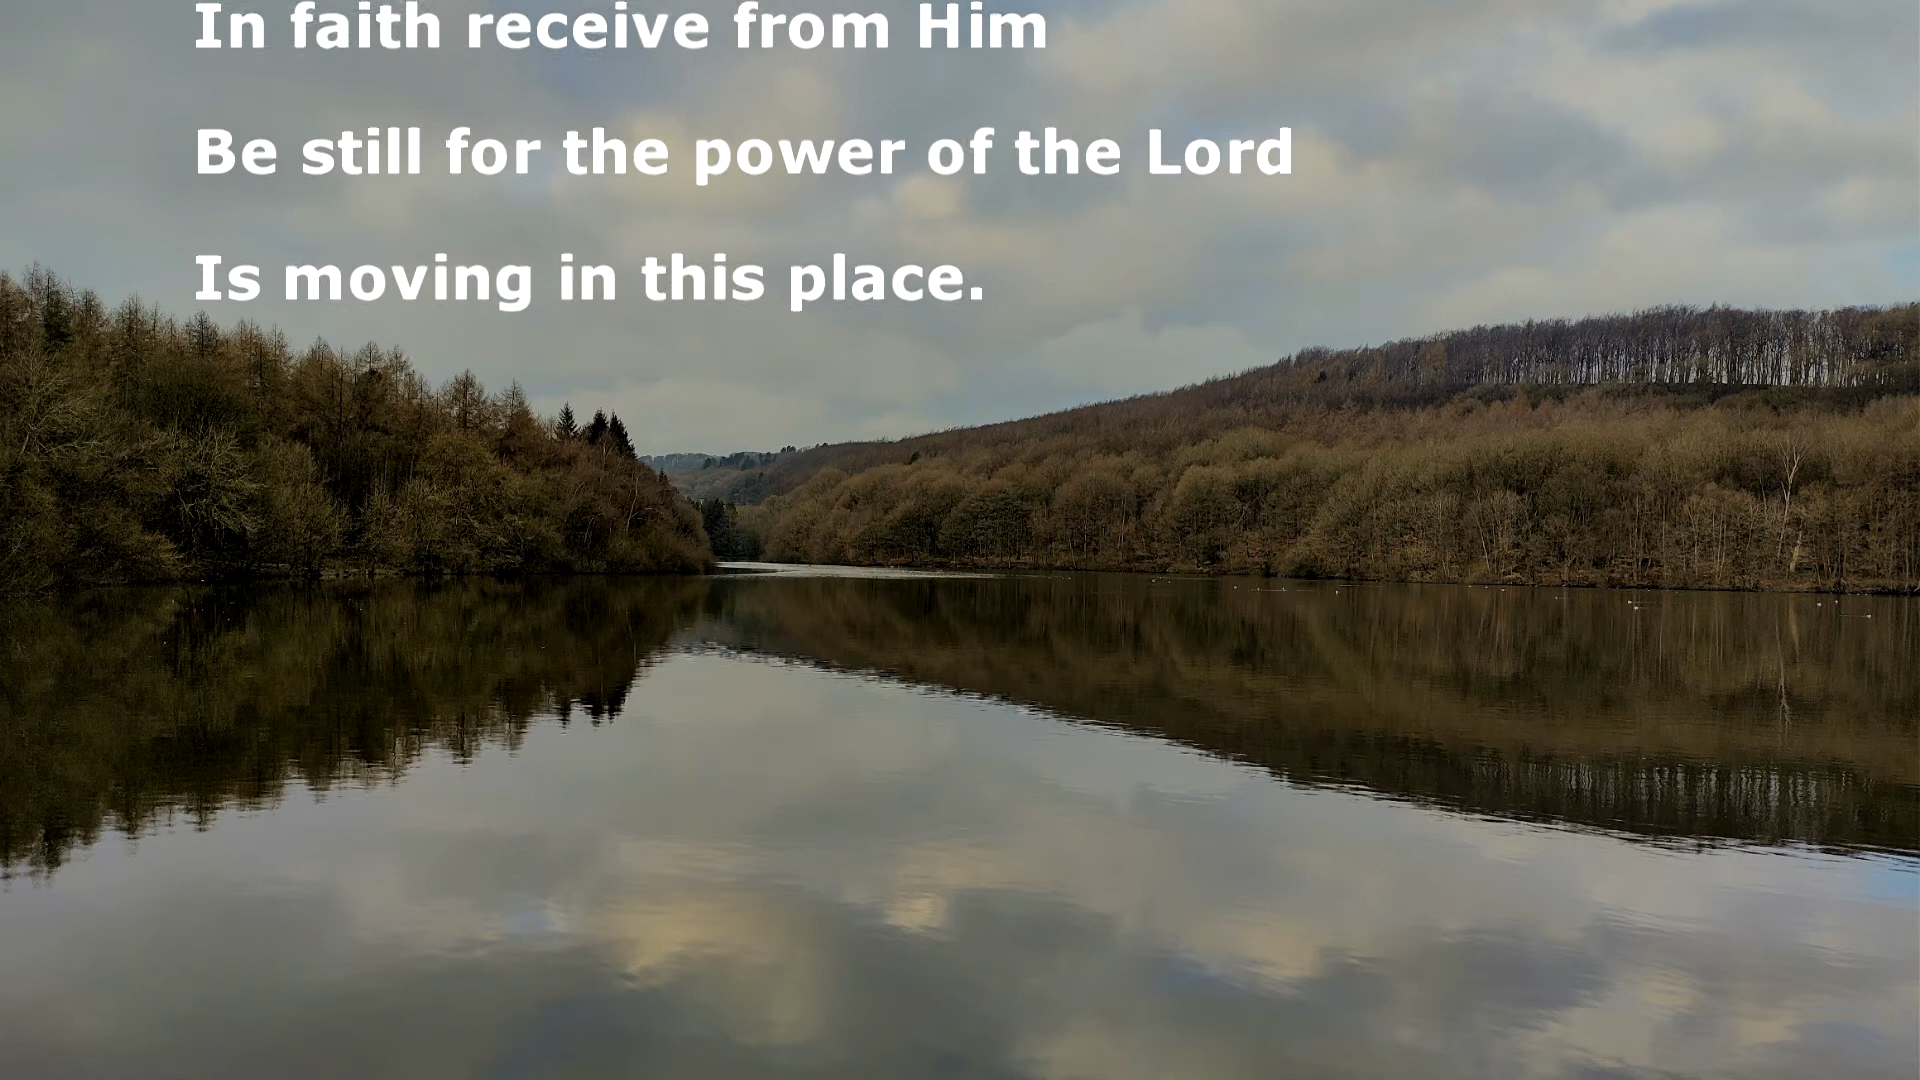 In faith receive from Him
Be still for the power of the Lord
Is moving in this place.